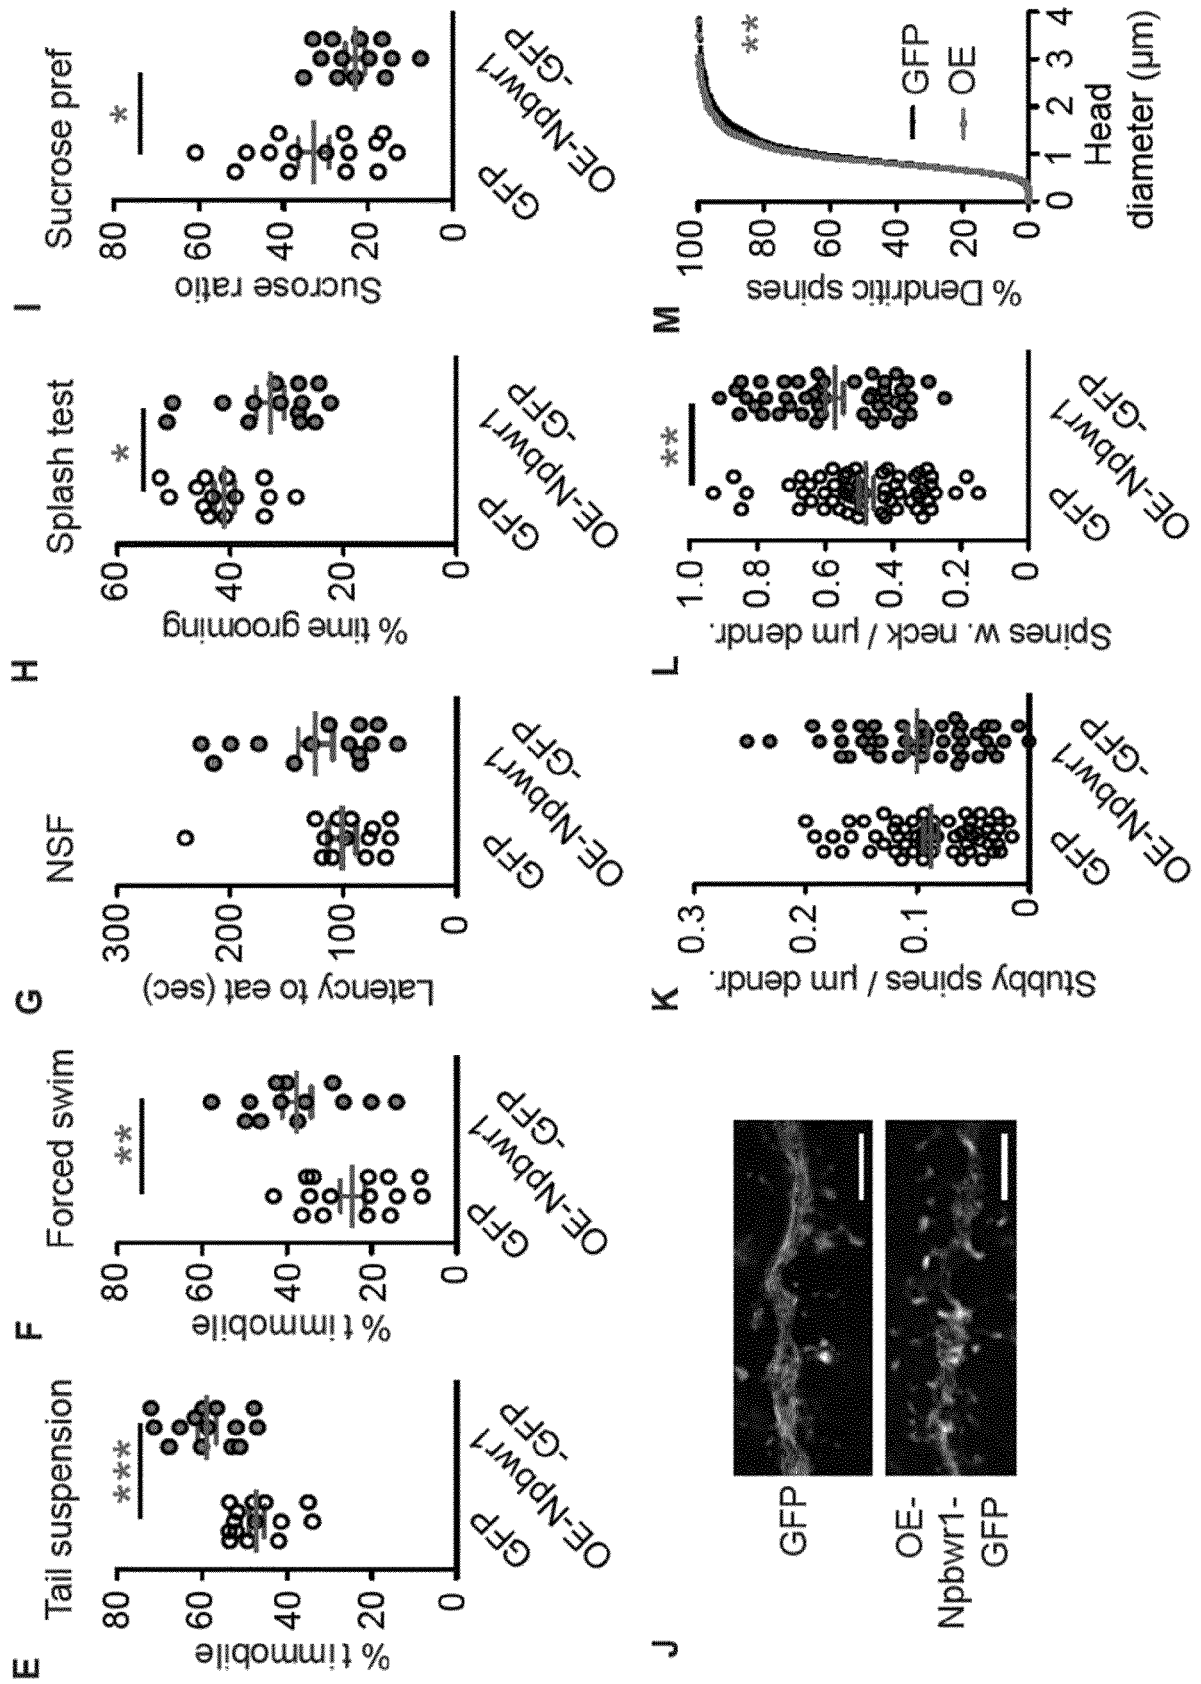 E
Tail suspension
***
% t immobile
80
60
40
20
0
GFP
OE-Npbwr1
-GFP
F
Forced swim
**
% t immobile
80
60
40
20
0
GFP
OE-Npbwr1
-GFP
G
NSF
Latency to eat (sec)
300
200
100
0
GFP
OE-Npbwr1
-GFP
H
Splash test
*
% time grooming
60
40
20
0
GFP
OE-Npbwr1
-GFP
I
Sucrose pref
*
Sucrose ratio
80
60
40
20
0
GFP
OE-Npbwr1
-GFP
J
GFP
OE-
Npbwr1-
GFP
K
Stubby spines / µm dendr.
0.3
0.2
0.1
0
GFP
OE-Npbwr1
-GFP
L
**
Spines w. neck / µm dendr.
1.0
0.8
0.6
0.4
0.2
0
GFP
OE-Npbwr1
-GFP
M
**
% Dendritic spines
100
80
60
40
20
0
GFP
OE
0 1 2 3 4
Head
diameter (µm)